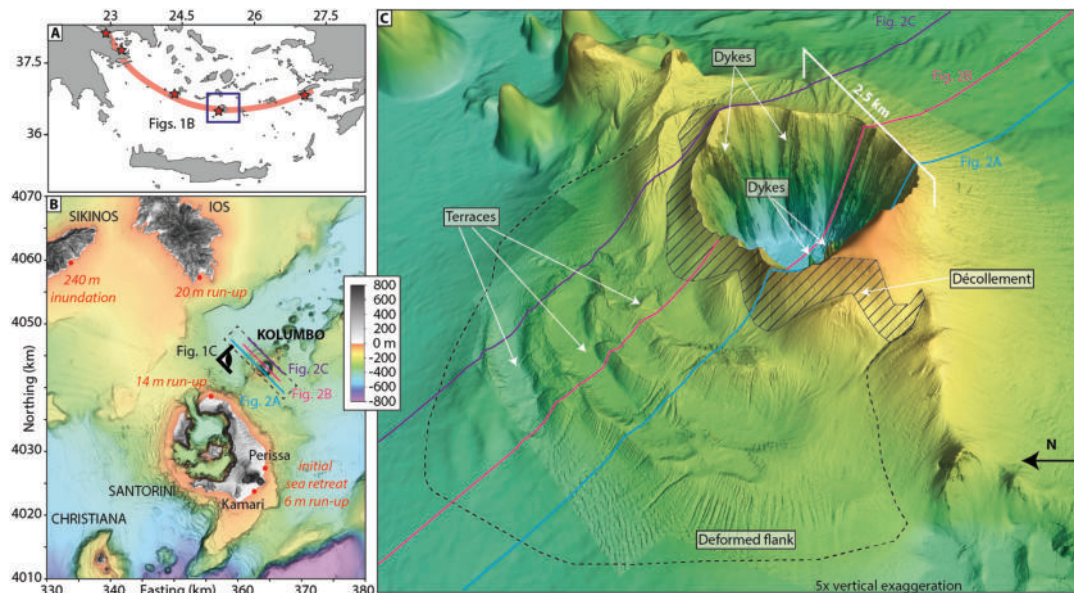 23 24.5 26 27.5
A
37.5
36
Figs. 1B
B
4070
4060
4050
4040
4030
4020
4010
Northing (km)
SIKINOS
IOS
240 m
inundation
20 m run-up
KOLUMBO
Fig. 1C
Fig. 2C
Fig. 2B
Fig. 2A
14 m run-up
Perissa
initial
sea retreat
6 m run-up
Kamari
SANTORINI
CHRISTIANA
330 340 350 360 370 380
Easting (km)
800
600
400
200
0 m
-200
-400
-600
-800
C
Fig. 2C
Dykes
Fig. 2B
2.5 km
Fig. 2A
Dykes
Terraces
Décollement
N
Deformed flank
5x vertical exaggeration